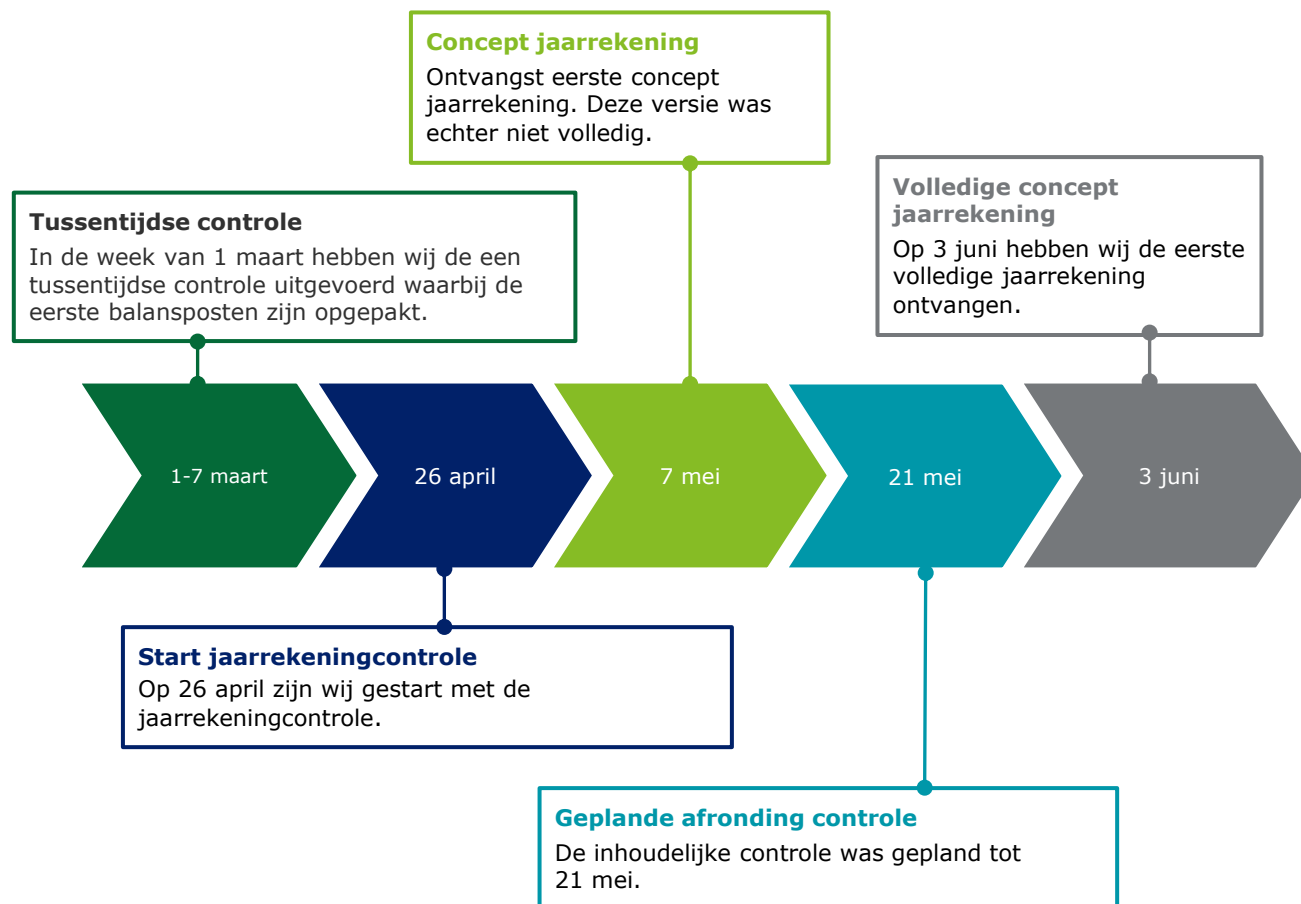 Concept jaarrekening
Ontvangst eerste concept
jaarrekening. Deze versie was
echter niet volledig.
Volledige concept
jaarrekening
Op 3 juni hebben wij de eerste
volledige jaarrekening
ontvangen.
Tussentijdse controle
In de week van 1 maart hebben wij de een
tussentijdse controle uitgevoerd waarbij de
eerste balansposten zijn opgepakt.
1-7 maart
26 april
7 mei
21 mei
3 juni
Start jaarrekeningcontrole
Op 26 april zijn wij gestart met de
jaarrekeningcontrole.
Geplande afronding controle
De inhoudelijke controle was gepland tot
21 mei.